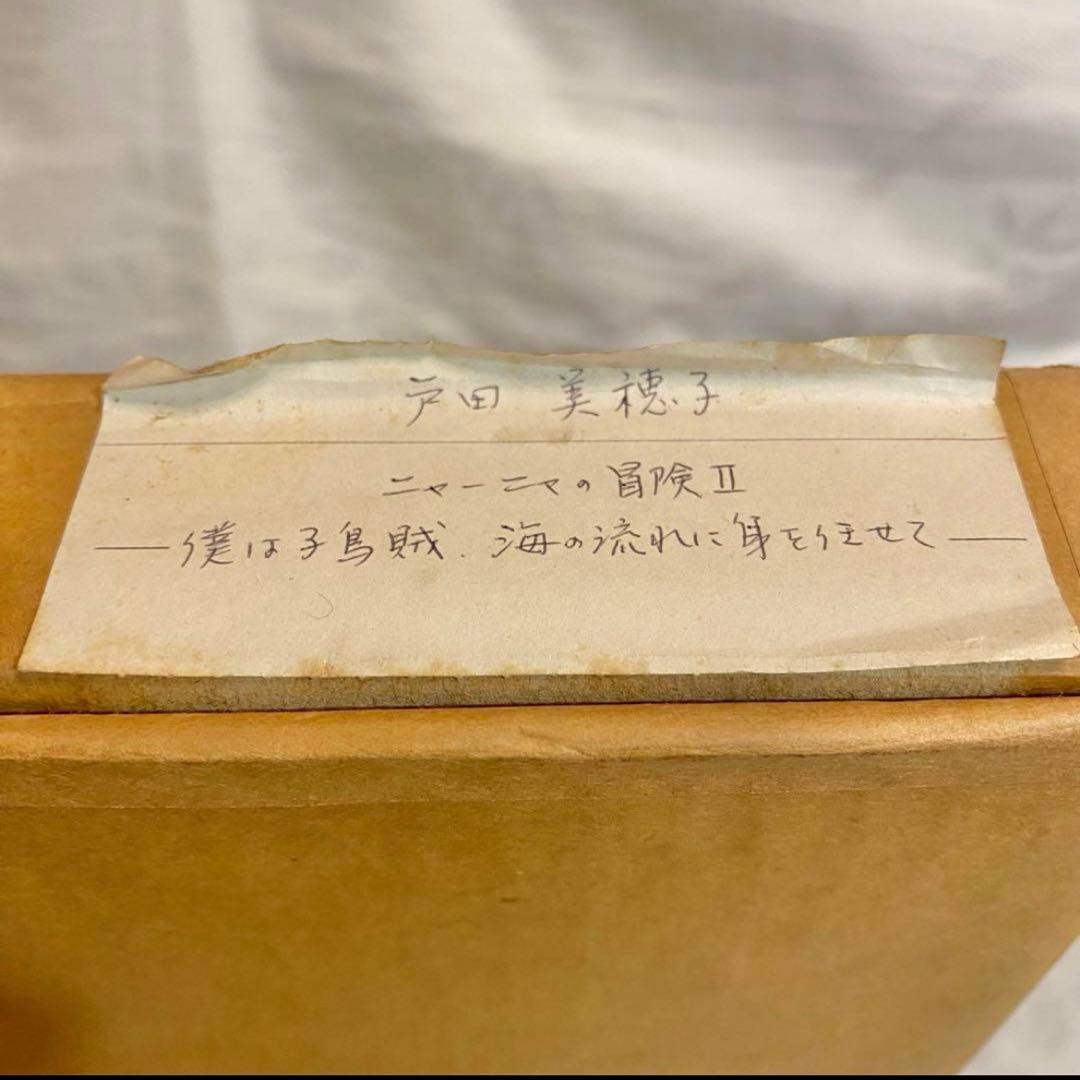 戸田 美穂子
ニャーニャの冒険Ⅱ
—僕は子烏賊、海の流れに身を任せて—